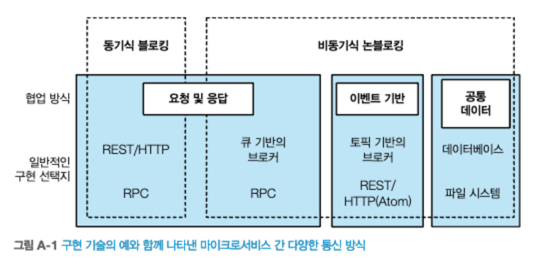 동기식 블로킹
비동기식 논블로킹
협업 방식
요청 및 응답
이벤트 기반
공통
데이터
일반적인
구현 선택지
REST/HTTP
RPC
큐 기반의
브로커
RPC
토픽 기반의
브로커
REST/
HTTP(Atom)
데이터베이스
파일 시스템
그림 A-1 구현 기술의 예와 함께 나타낸 마이크로서비스 간 다양한 통신 방식